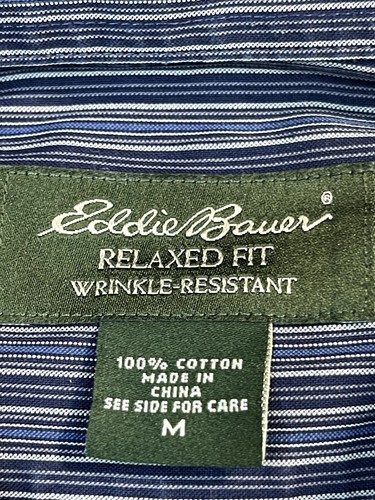 Eddie Bauer®
RELAXED FIT
WRINKLE-RESISTANT
100% COTTON
MADE IN
CHINA
SEE SIDE FOR CARE
M